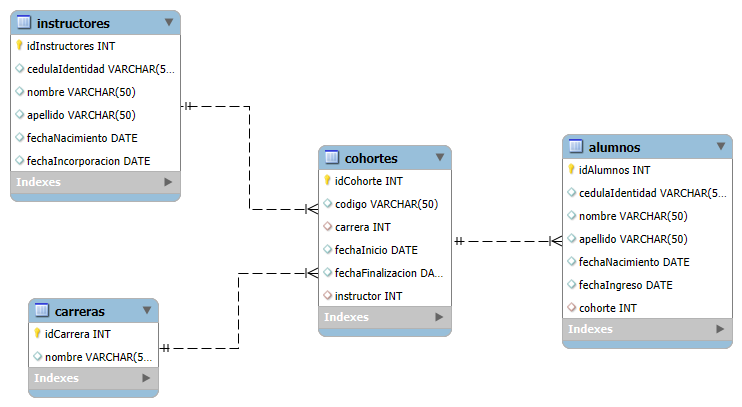 instructores
idInstructores INT
cedulaIdentidad VARCHAR(5...
nombre VARCHAR(50)
apellido VARCHAR(50)
fechaNacimiento DATE
fechaIncorporacion DATE
Indexes
carreras
idCarrera INT
nombre VARCHAR(5...
Indexes
cohortes
idCohorte INT
codigo VARCHAR(50)
carrera INT
fechaInicio DATE
fechaFinalizacion DA...
instructor INT
Indexes
alumnos
idAlumnos INT
cedulaIdentidad VARCHAR(5...
nombre VARCHAR(50)
apellido VARCHAR(50)
fechaNacimiento DATE
fechaIngreso DATE
cohorte INT
Indexes